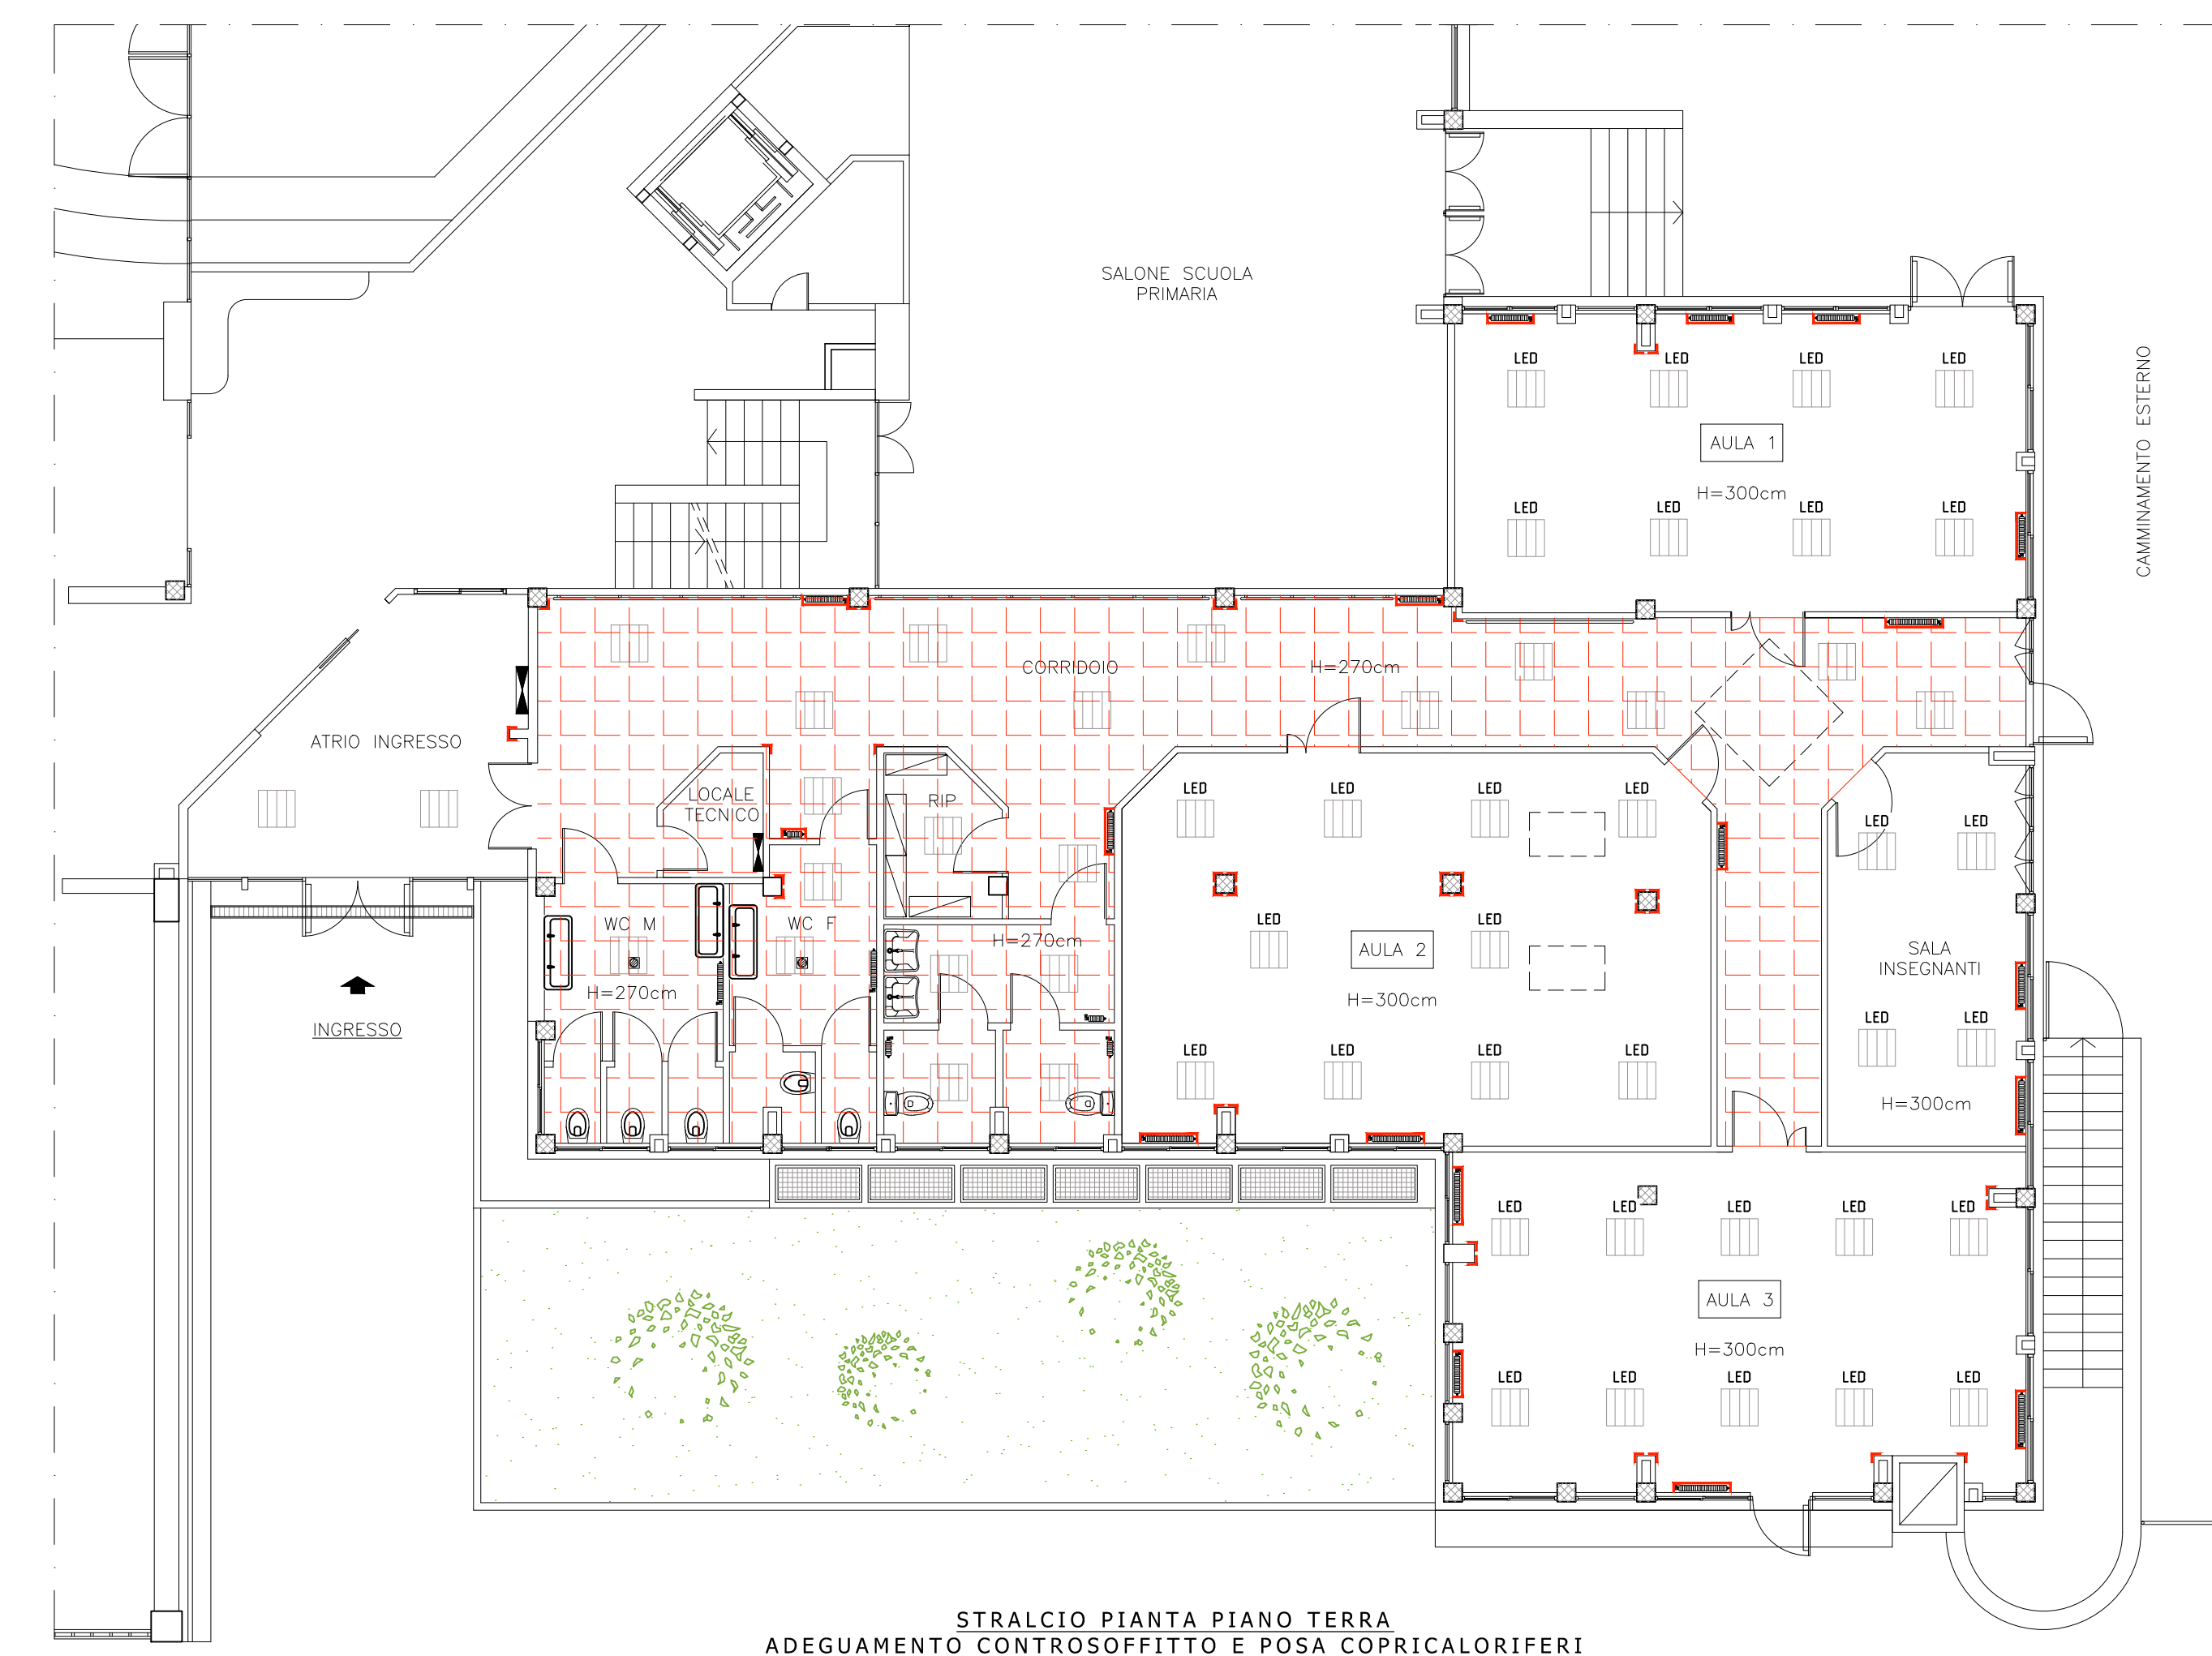 SALONE SCUOLA
PRIMARIA
CAMMINAMENTO ESTERNO
LED LED LED LED
AULA 1
H=300cm
LED LED LED LED
CORRIDOIO H=270cm
ATRIO INGRESSO
LOCALE
TECNICO
RIP
LED LED LED LED
LED LED
WC M
WC F
H=270cm
LED LED
AULA 2
SALA
INSEGNANTI
H=270cm
H=300cm
INGRESSO
LED LED
LED LED LED LED
H=300cm
LED LED LED LED LED
AULA 3
H=300cm
LED LED LED LED LED
STRALCIO PIANTA PIANO TERRA
ADEGUAMENTO CONTROSOFFITTO E POSA COPRICALORIFERI